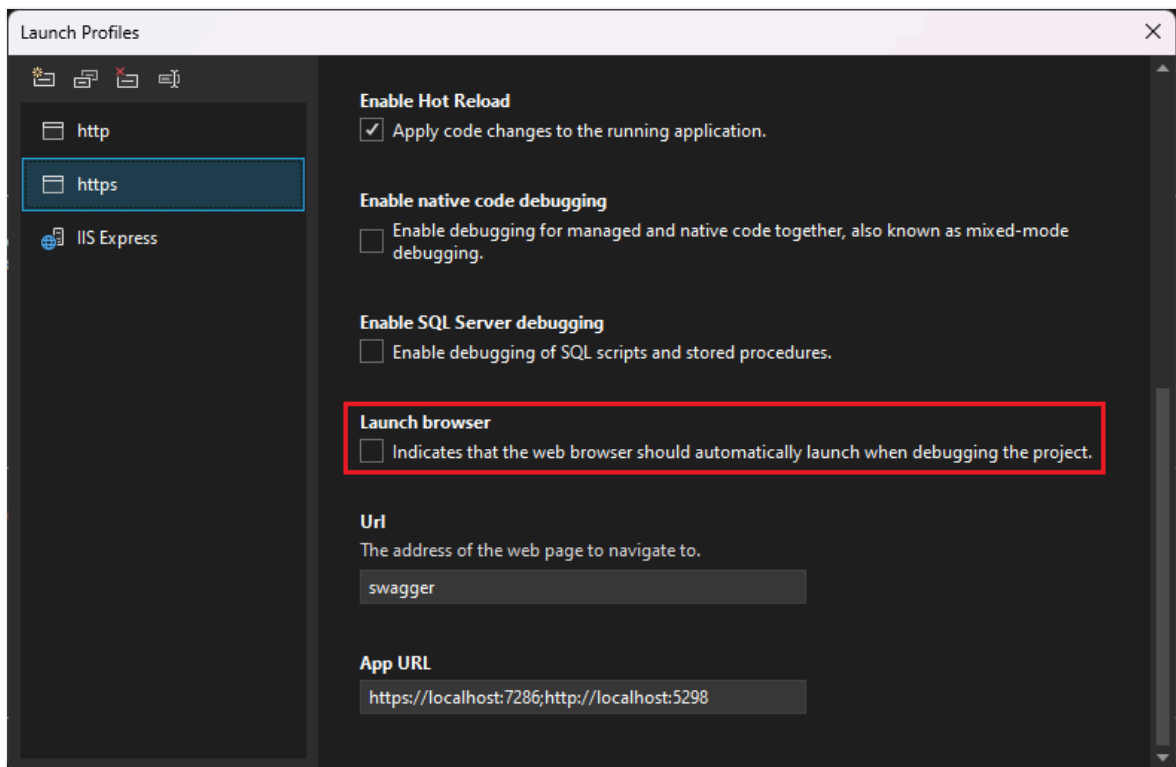 Launch Profiles
http
https
IIS Express
Enable Hot Reload
Apply code changes to the running application.
Enable native code debugging
Enable debugging for managed and native code together, also known as mixed-mode
debugging.
Enable SQL Server debugging
Enable debugging of SQL scripts and stored procedures.
Launch browser
Indicates that the web browser should automatically launch when debugging the project.
Url
The address of the web page to navigate to.
swagger
App URL
https://localhost:7286;http://localhost:5298